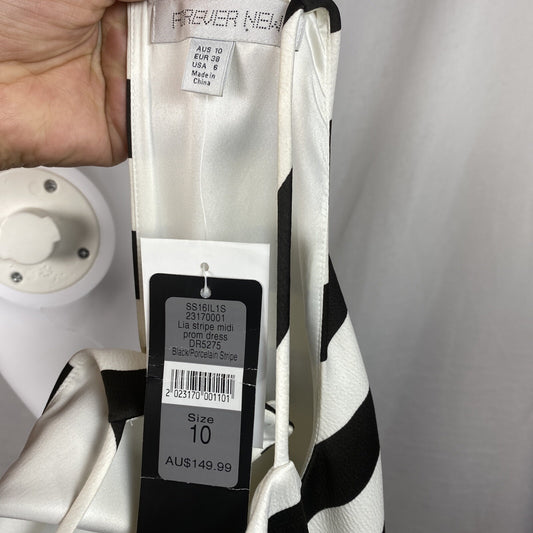 FOREVER NEW
AUS 10
EUR 38
USA 6
Made in
China
SS16IL1S
23170001
Lia stripe midi
prom dress
DR5275
Black/Porcelain Stripe
2 023170 001101
Size
10
AU$149.99